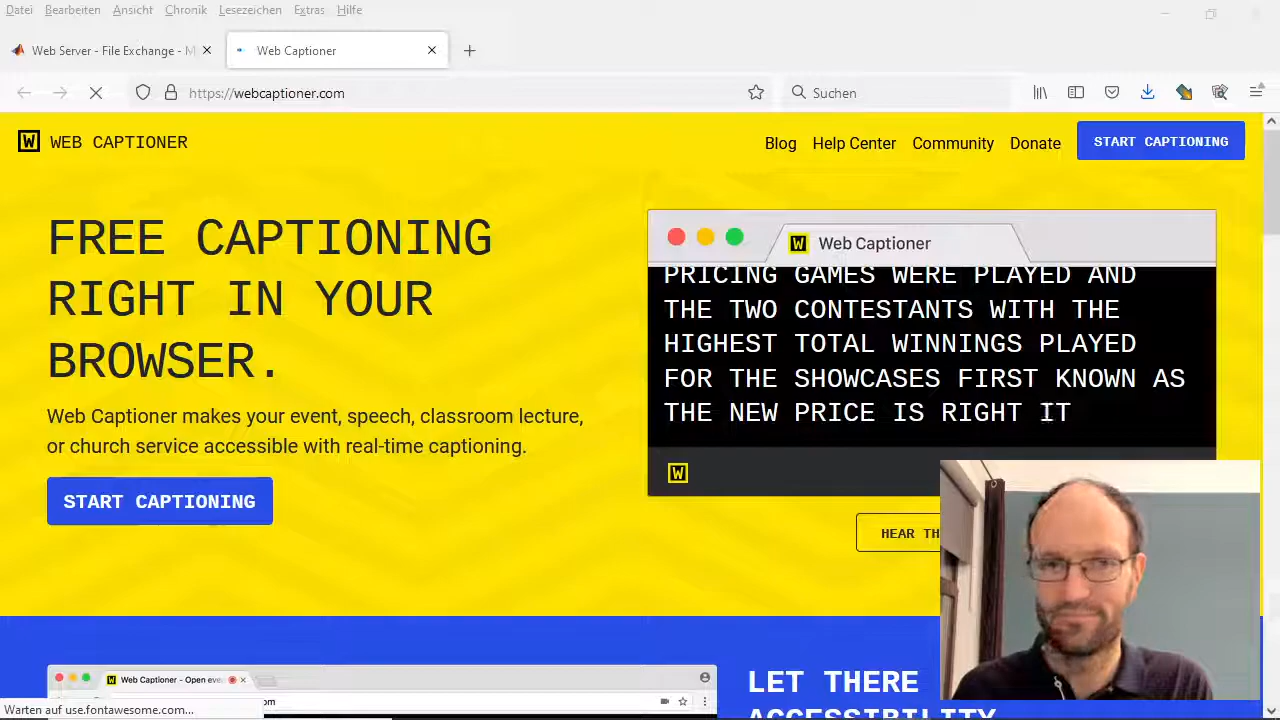 Datei Bearbeiten Ansicht Chronik Lesezeichen Extras Hilfe
Web Server - File Exchange - M
Web Captioner
https://webcaptioner.com
Suchen
W WEB CAPTIONER
Blog Help Center Community Donate START CAPTIONING
FREE CAPTIONING
RIGHT IN YOUR
BROWSER.
Web Captioner makes your event, speech, classroom lecture,
or church service accessible with real-time captioning.
START CAPTIONING
W Web Captioner
PRICING GAMES WERE PLAYED AND
THE TWO CONTESTANTS WITH THE
HIGHEST TOTAL WINNINGS PLAYED
FOR THE SHOWCASES FIRST KNOWN AS
THE NEW PRICE IS RIGHT IT
W
HEAR TH
W Web Captioner - Open eve
om
LET THERE
ACCESSIBILITY
Warten auf use.fontawesome.com...